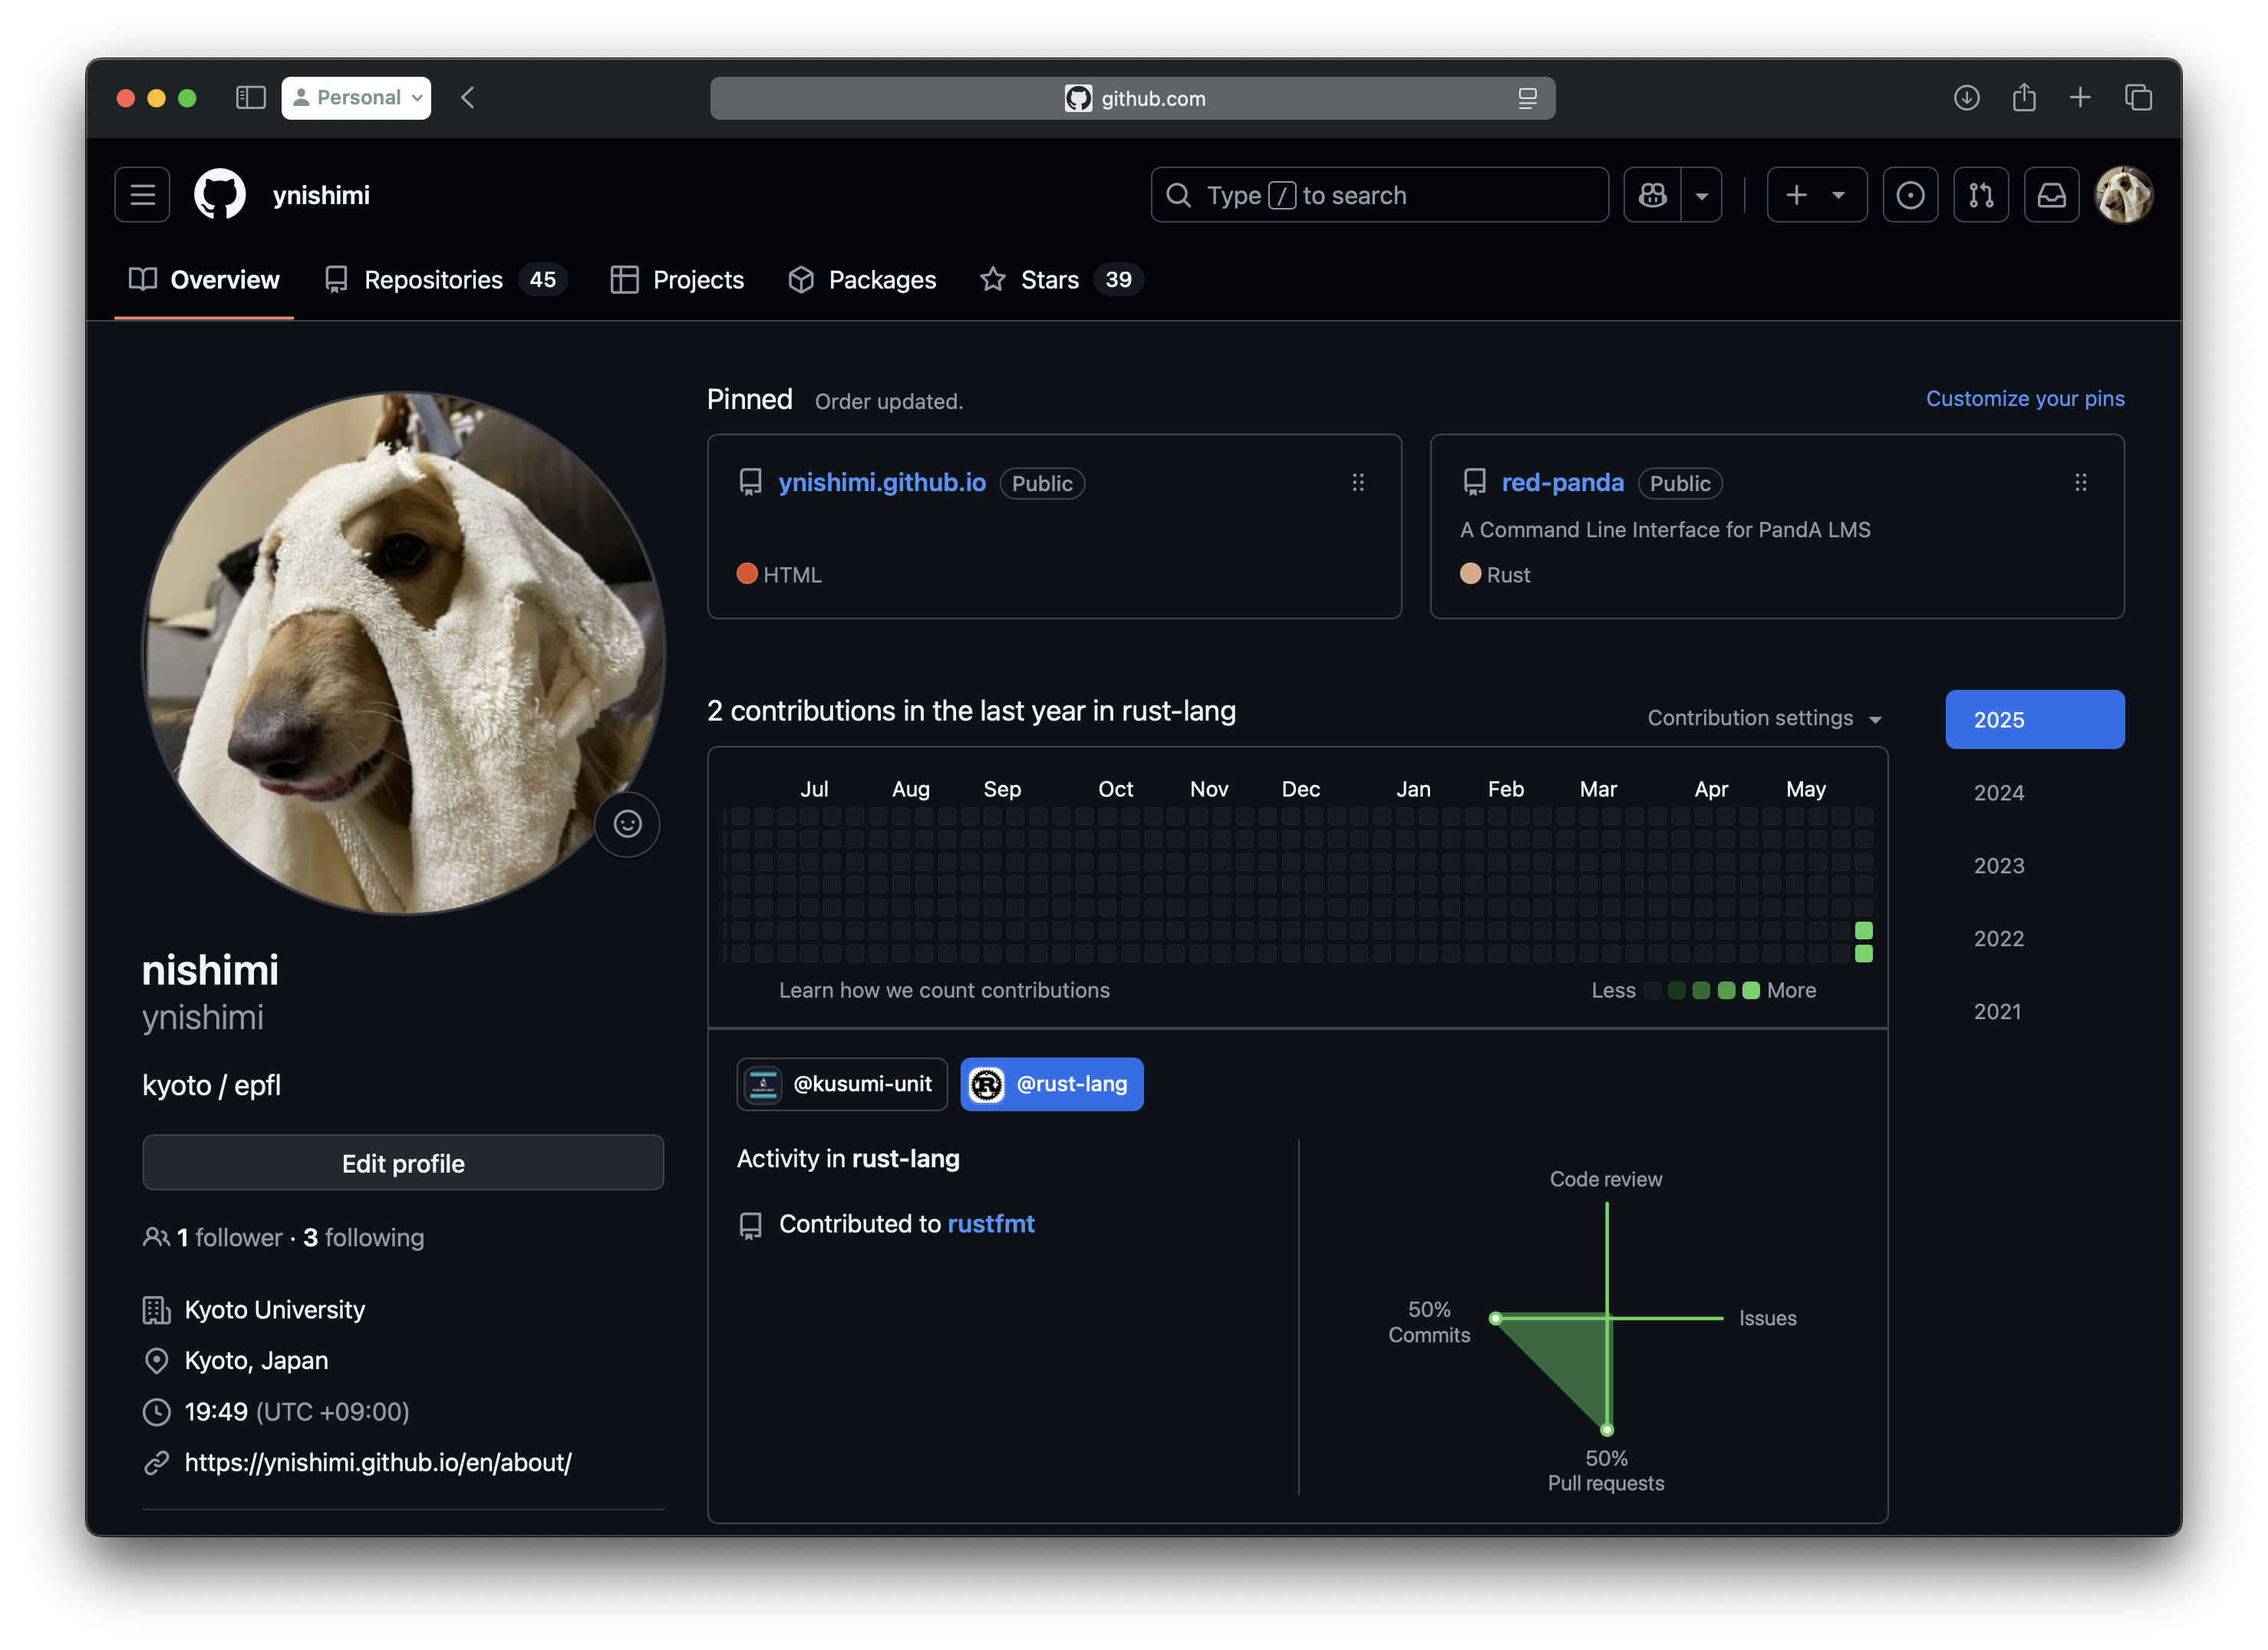 Personal
github.com
ynishimi
Type / to search
Overview
Repositories 45
Projects
Packages
Stars 39
Pinned Order updated.
Customize your pins
ynishimi.github.io Public
HTML
red-panda Public
A Command Line Interface for PandA LMS
Rust
nishimi
ynishimi
kyoto / epfl
Edit profile
1 follower · 3 following
Kyoto University
Kyoto, Japan
19:49 (UTC +09:00)
https://ynishimi.github.io/en/about/
2 contributions in the last year in rust-lang
Contribution settings
Jul Aug Sep Oct Nov Dec Jan Feb Mar Apr May
Learn how we count contributions
Less More
@kusumi-unit
@rust-lang
Activity in rust-lang
Contributed to rustfmt
Code review
50%
Commits
Issues
50%
Pull requests
2025
2024
2023
2022
2021